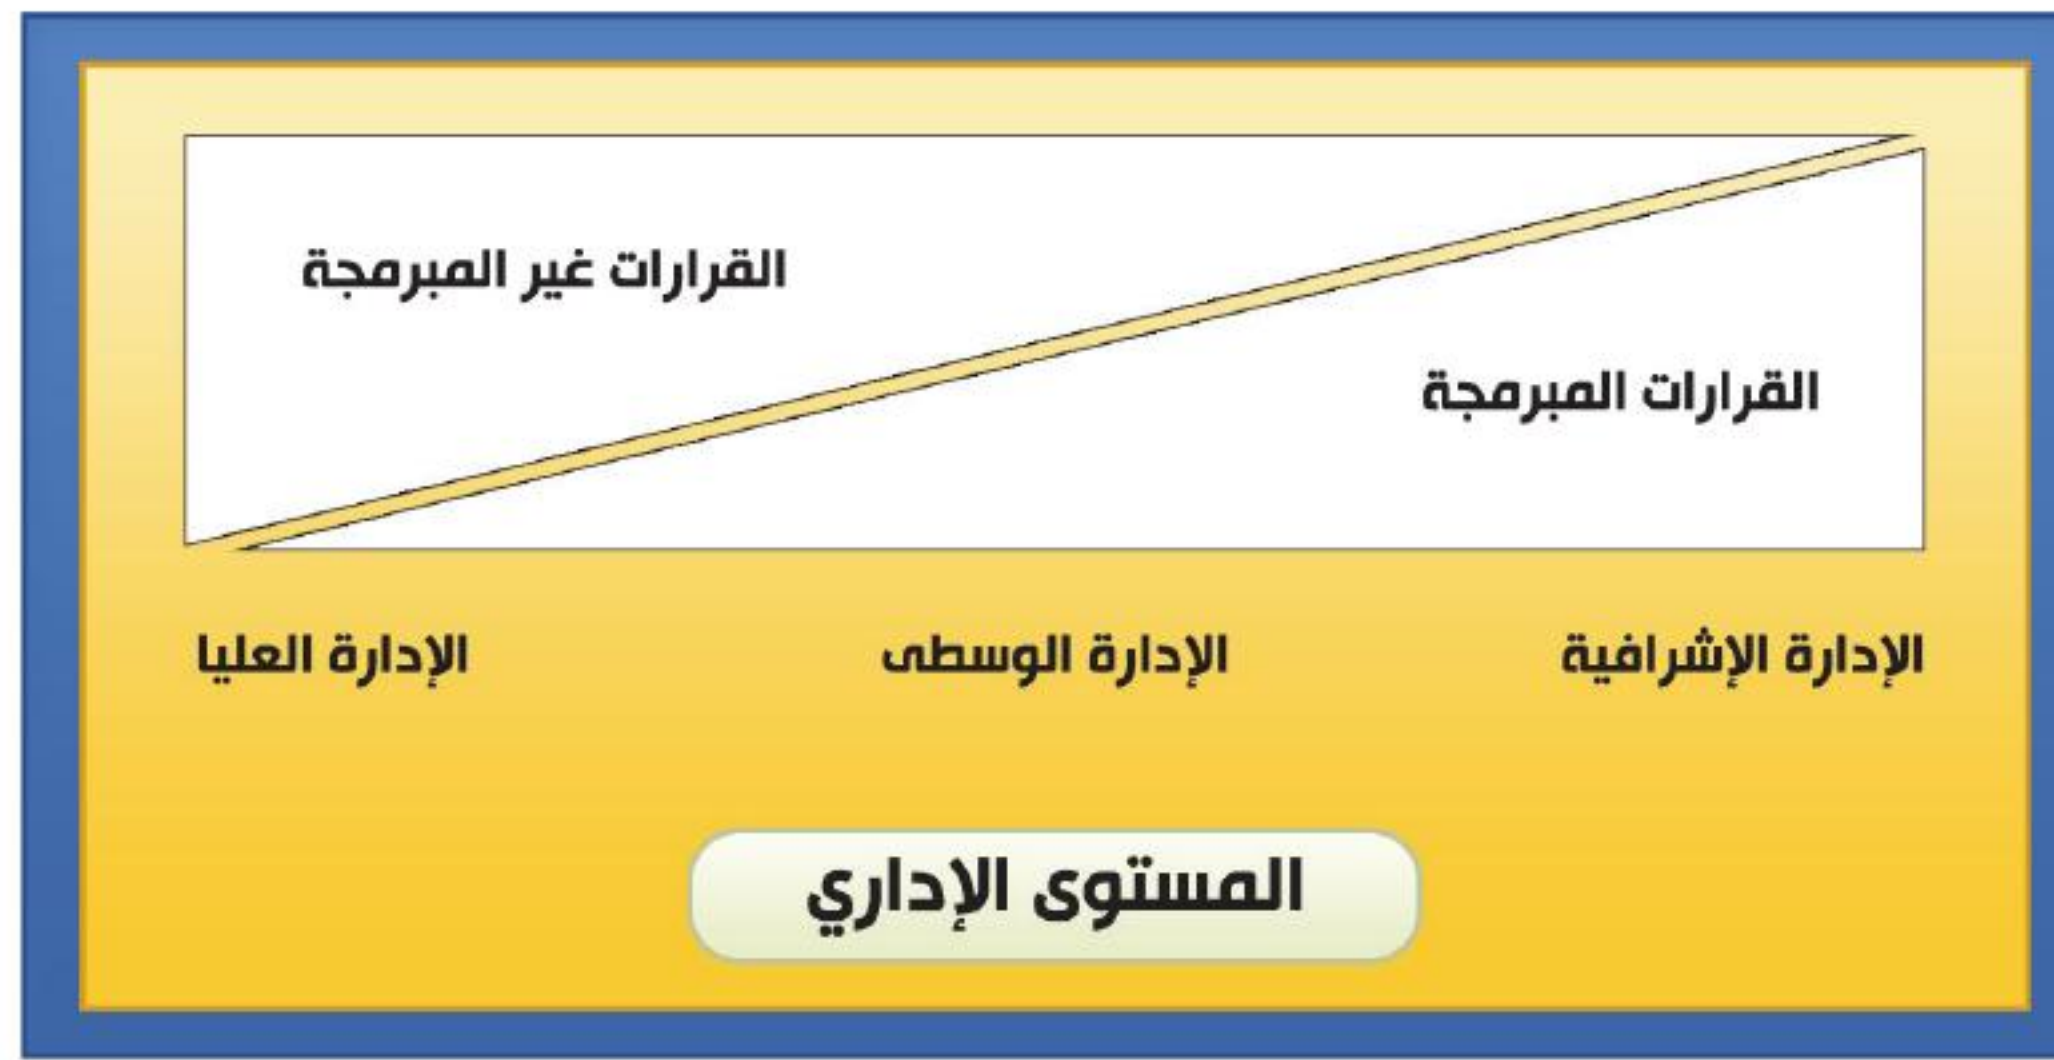 القرارات غير المبرمجة
القرارات المبرمجة
الإدارة الإشرافية
الإدارة الوسطى
الإدارة العليا
المستوى الإداري